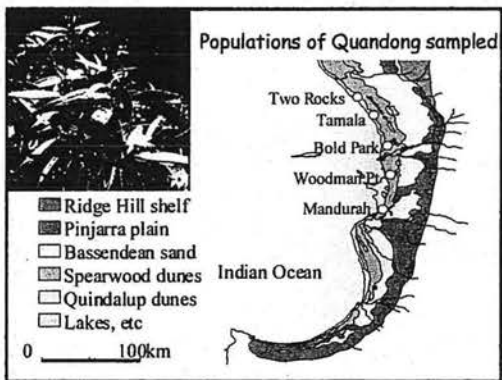 Populations of Quandong sampled
Two Rocks
Tamala
Bold Park
Woodman Pt
Mandurah
Ridge Hill shelf
Pinjarra plain
Bassendean sand
Spearwood dunes
Quindalup dunes
Lakes, etc
Indian Ocean
0 100km